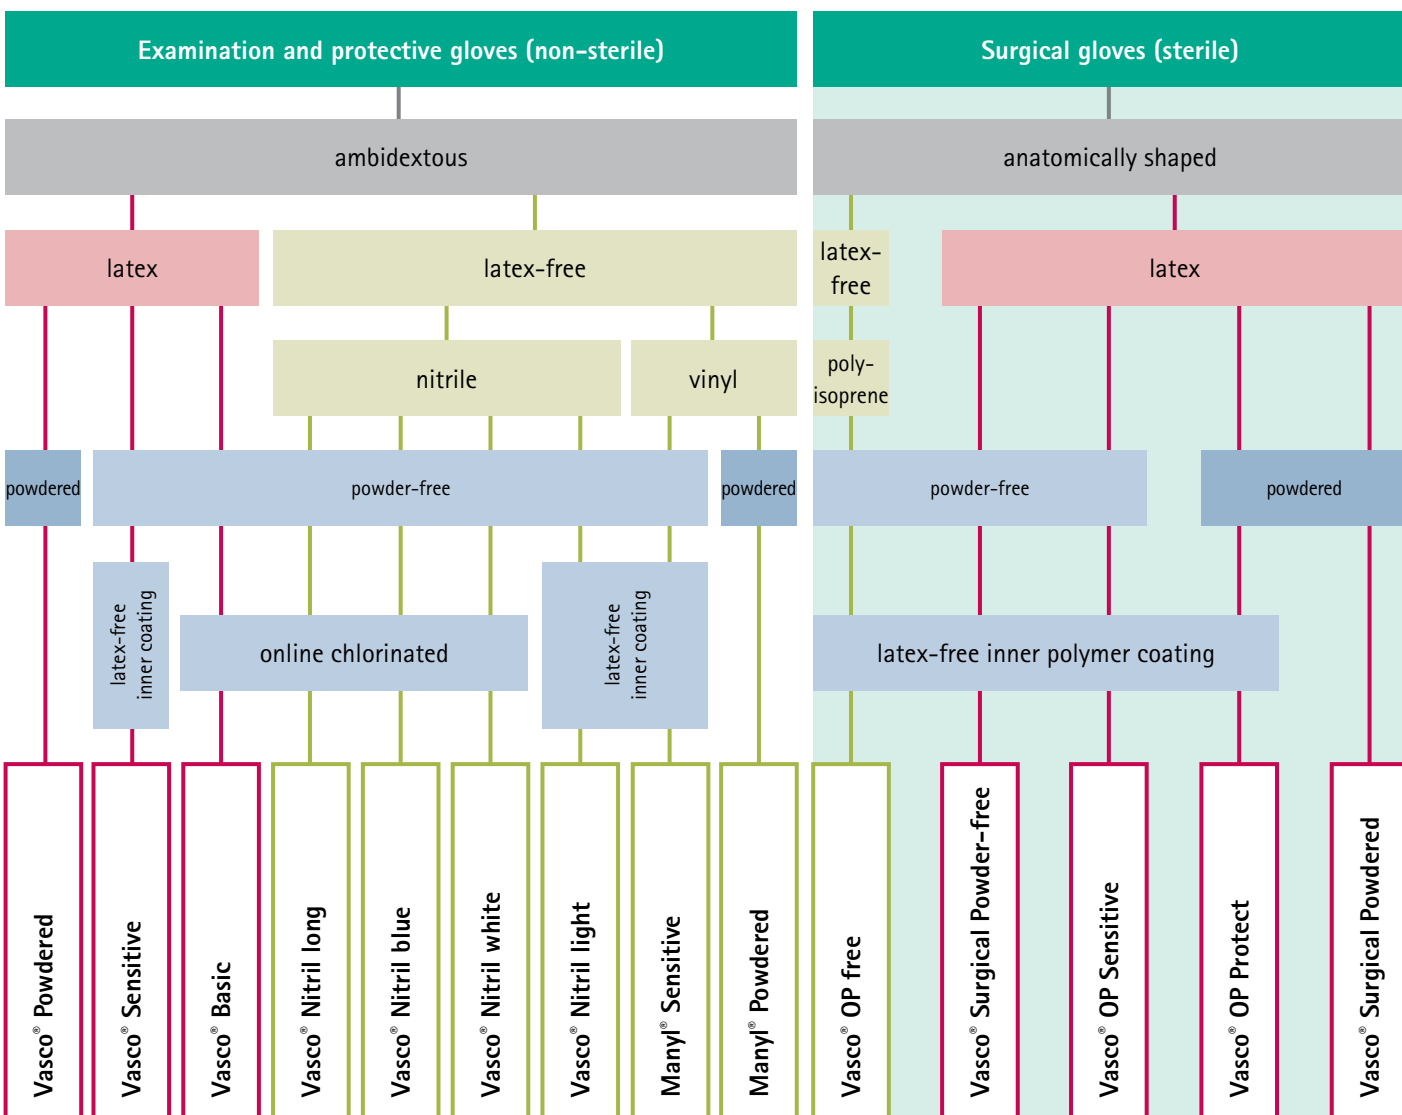 Examination and protective gloves (non-sterile)
Surgical gloves (sterile)
ambidextous
anatomically shaped
latex
latex-free
latex-
free
latex
nitrile
vinyl
poly-
isoprene
powdered
powder-free
powdered
powder-free
powdered
latex-free
inner coating
online chlorinated
latex-free
inner coating
latex-free inner polymer coating
Vasco® Powdered
Vasco® Sensitive
Vasco® Basic
Vasco® Nitril long
Vasco® Nitril blue
Vasco® Nitril white
Vasco® Nitril light
Manyl® Sensitive
Manyl® Powdered
Vasco® OP free
Vasco® Surgical Powder-free
Vasco® OP Sensitive
Vasco® OP Protect
Vasco® Surgical Powdered